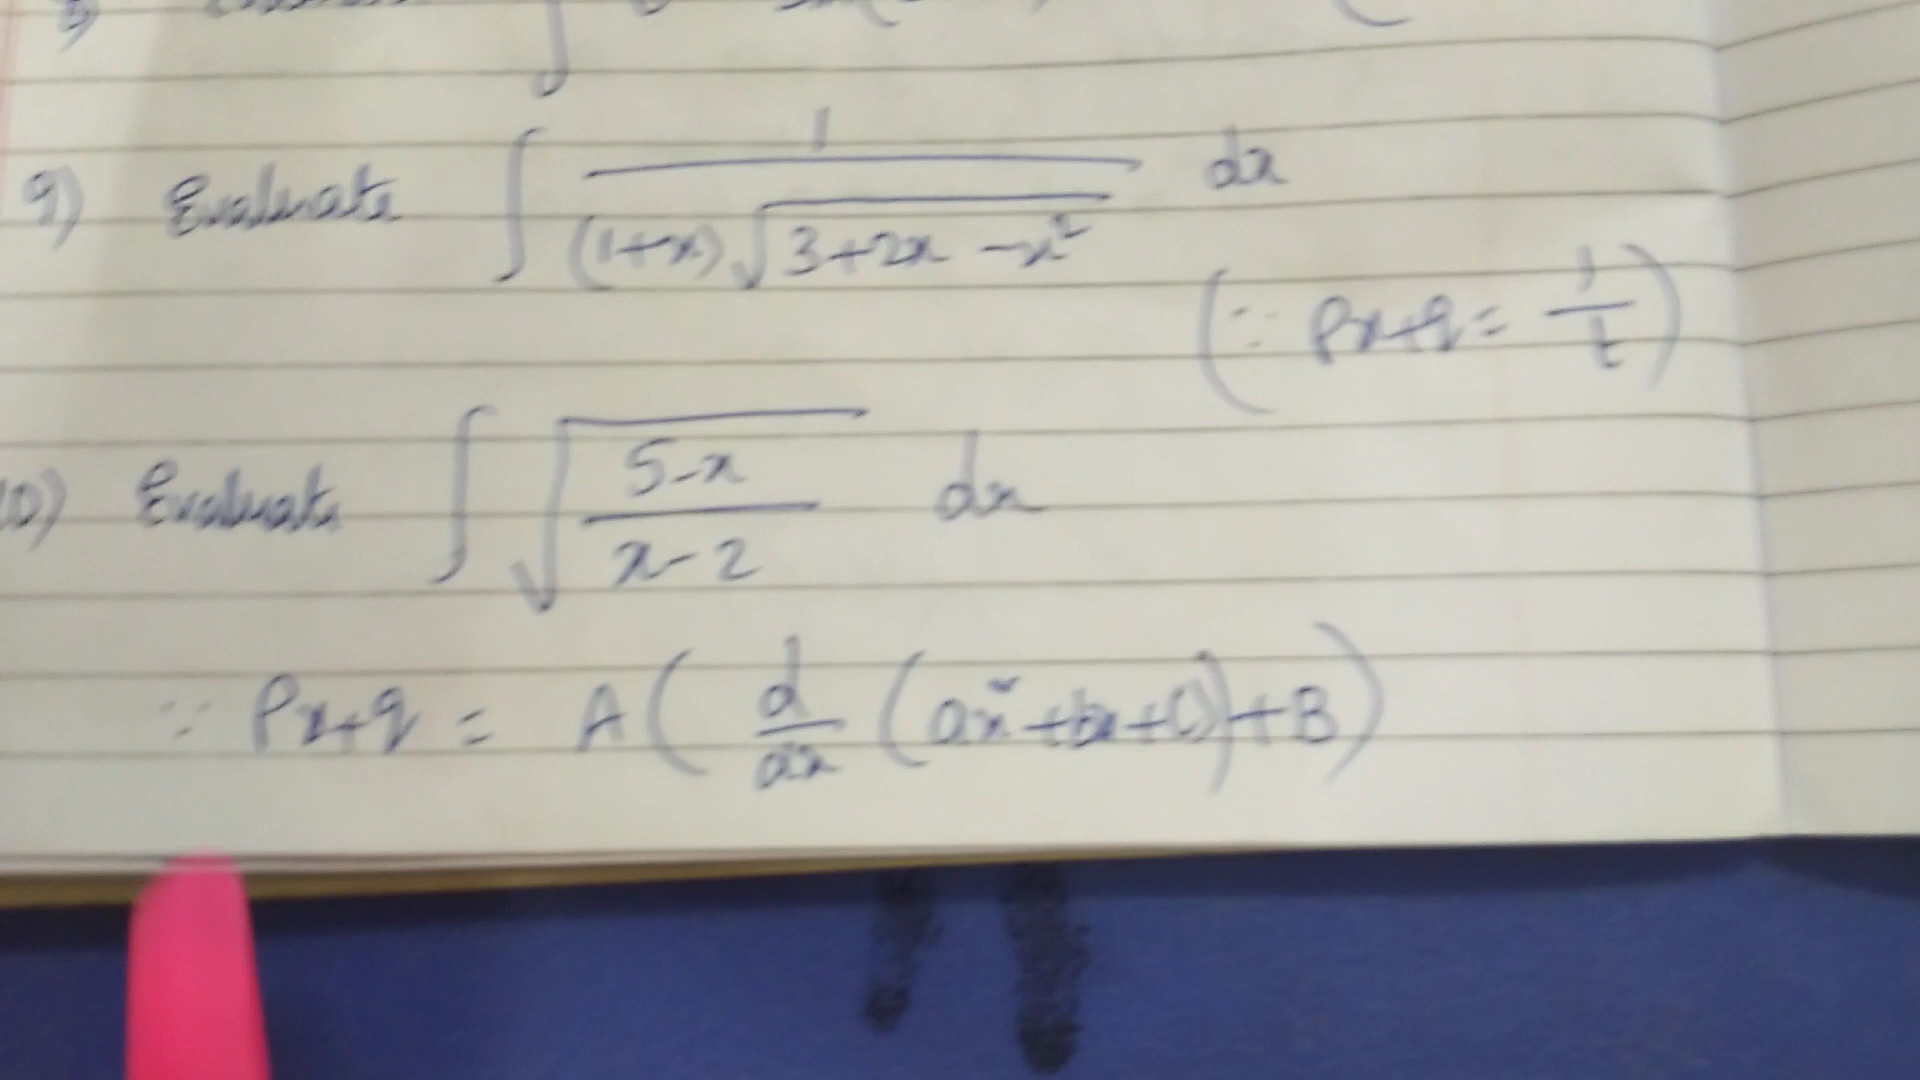 9) Evaluate ∫ 1 / (1+x)√(3+2x-x²) dx
(∵ Px+q = 1/t)
10) Evaluate ∫ √((5-x)/(x-2)) dx
∵ Px+q = A( d/dx (ax²+bx+c)+B)